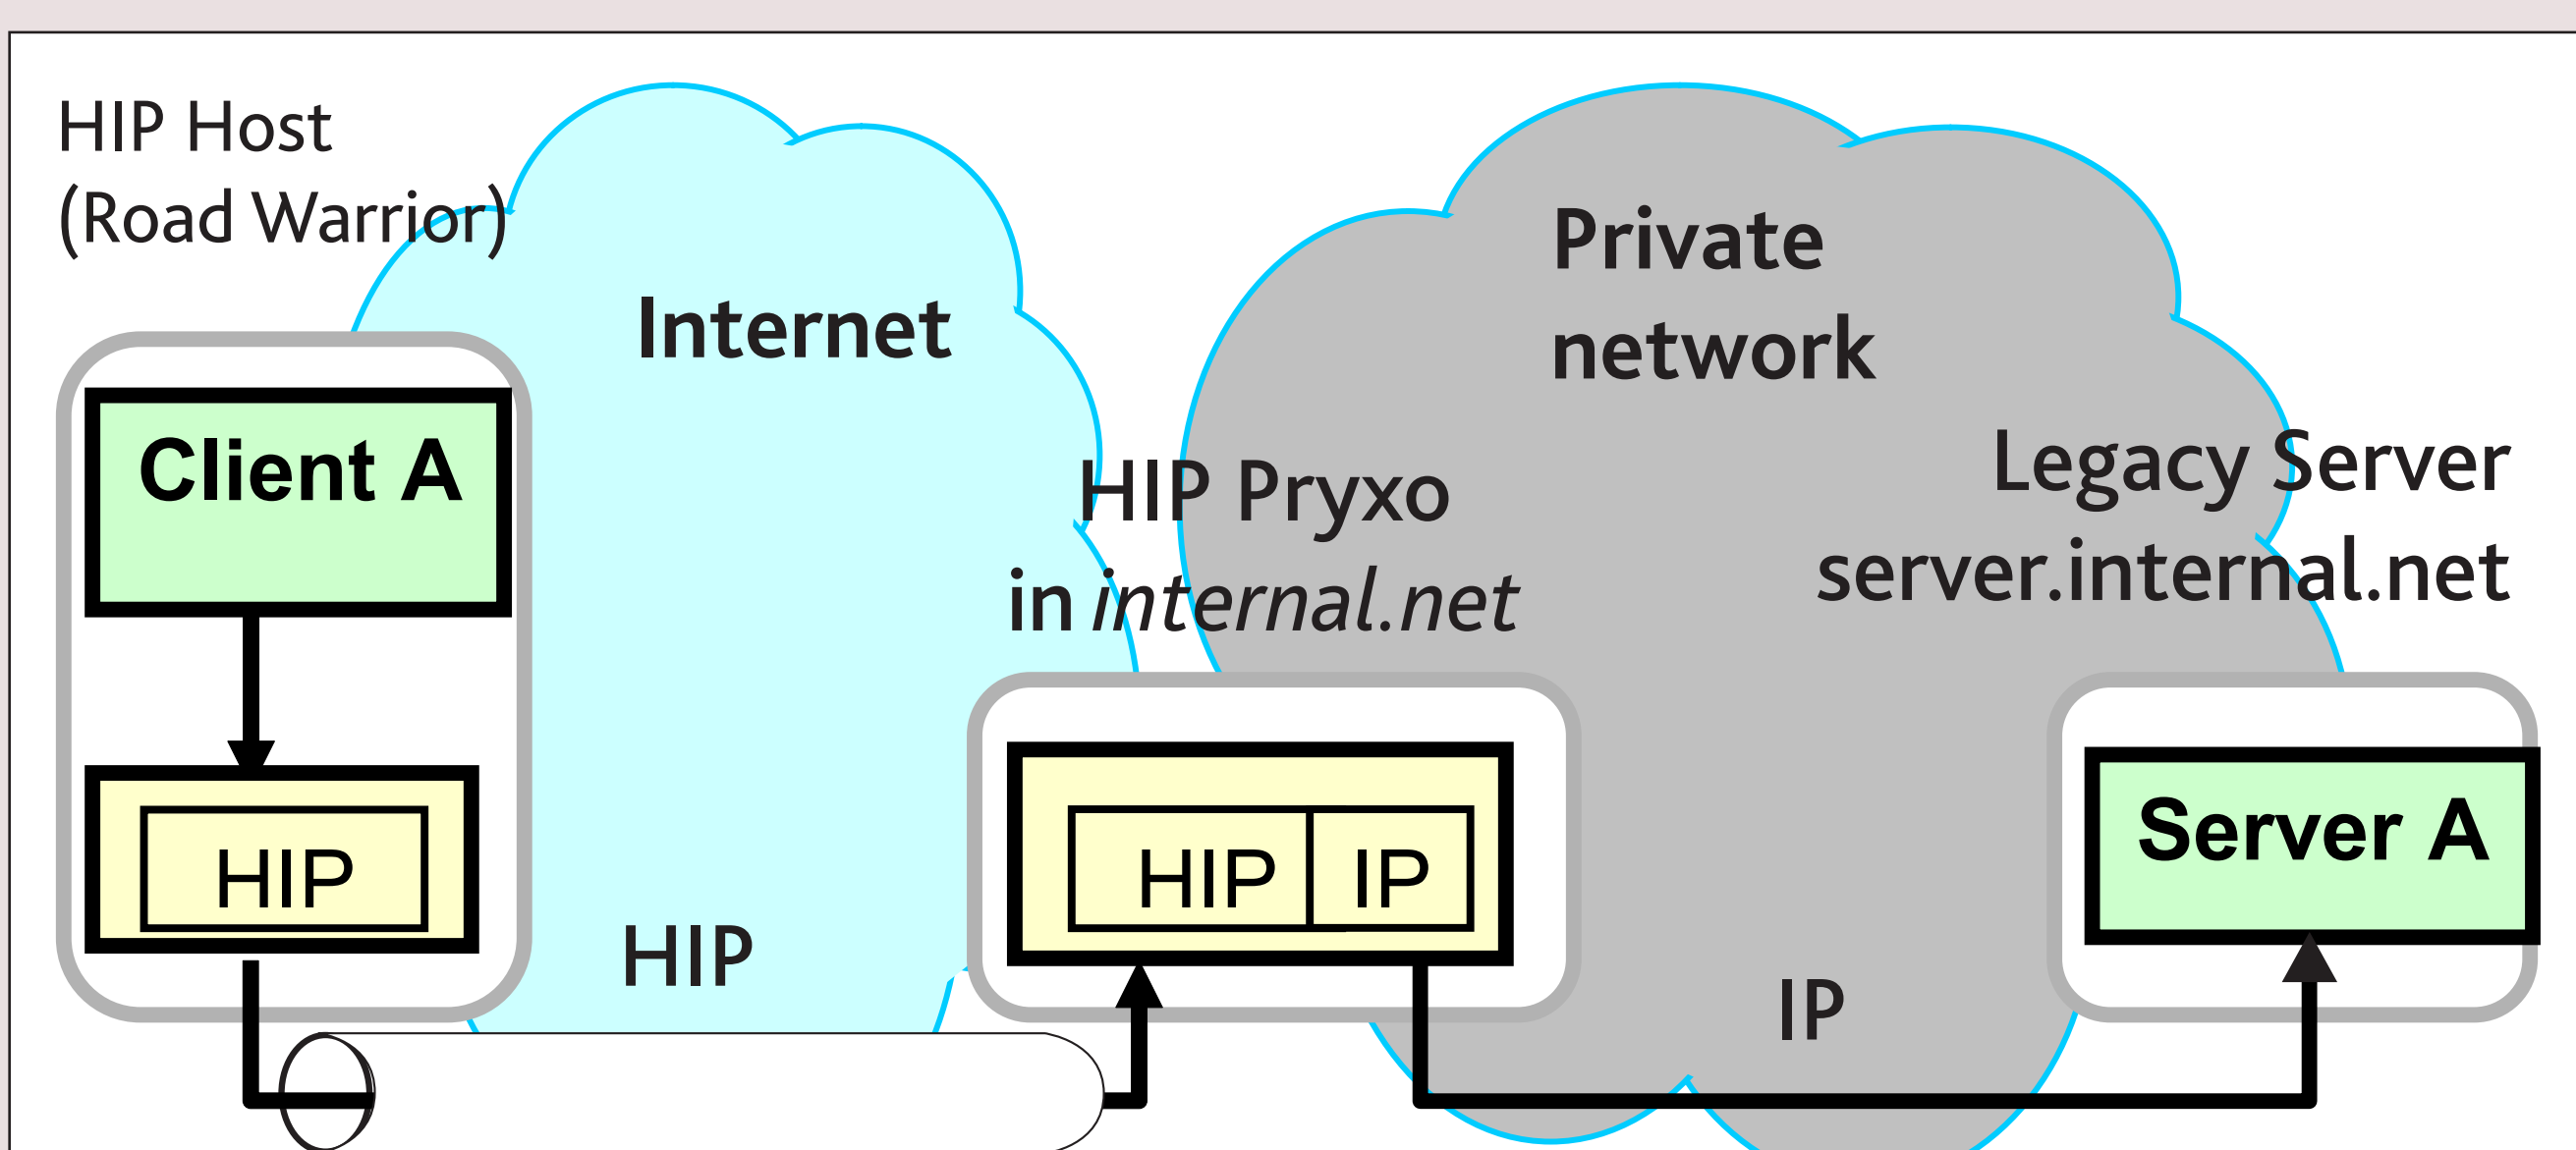 HIP Host
(Road Warrior)
Internet
Private
network
Client A
HIP Pryxo
in internal.net
Legacy Server
server.internal.net
HIP
HIP
HIP IP
IP
Server A